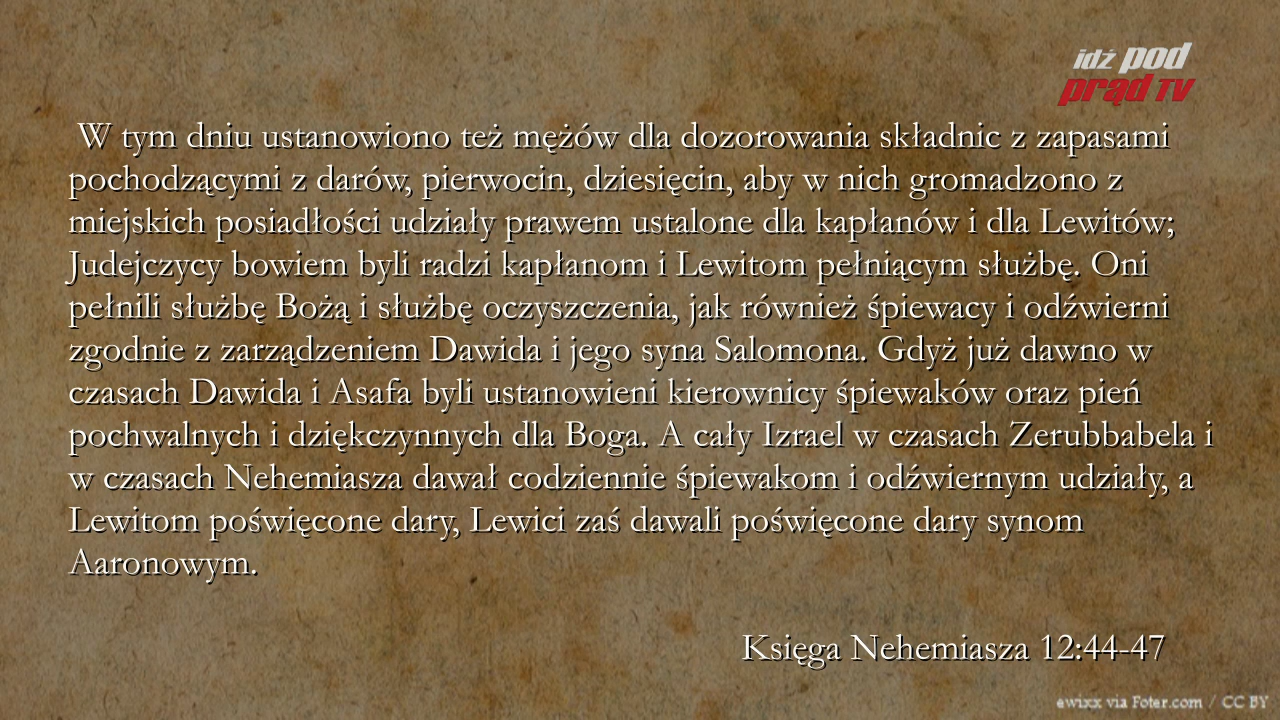 idź pod
prąd TV
W tym dniu ustanowiono też mężów dla dozorowania składnic z zapasami
pochodzącymi z darów, pierwocin, dziesięcin, aby w nich gromadzono z
miejskich posiadłości udziały prawem ustalone dla kapłanów i dla Lewitów;
Judejczycy bowiem byli radzi kapłanom i Lewitom pełniącym służbę. Oni
pełnili służbę Bożą i służbę oczyszczenia, jak również śpiewacy i odźwierni
zgodnie z zarządzeniem Dawida i jego syna Salomona. Gdyż już dawno w
czasach Dawida i Asafa byli ustanowieni kierownicy śpiewaków oraz pień
pochwalnych i dziękczynnych dla Boga. A cały Izrael w czasach Zerubbabela i
w czasach Nehemiasza dawał codziennie śpiewakom i odźwiernym udziały, a
Lewitom poświęcone dary, Lewici zaś dawali poświęcone dary synom
Aaronowym.
Księga Nehemiasza 12:44-47
ewixx via Foter.com / CC BY